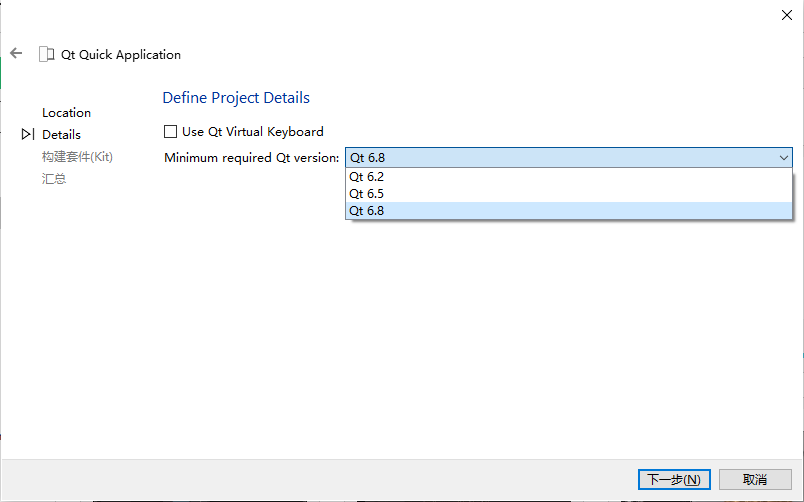 Qt Quick Application
Location
Details
构建套件(Kit)
汇总
Define Project Details
Use Qt Virtual Keyboard
Minimum required Qt version: Qt 6.8
Qt 6.2
Qt 6.5
Qt 6.8
下一步(N)
取消